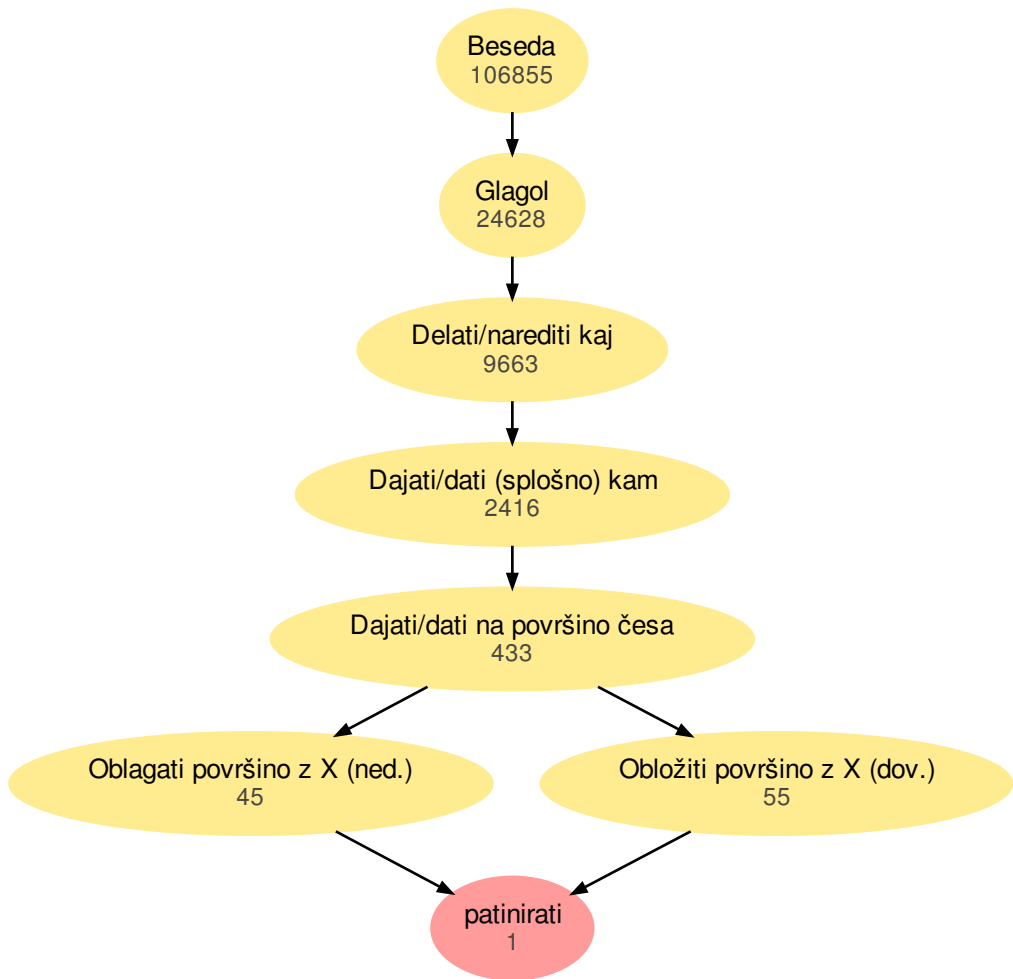 Beseda
106855
Glagol
24628
Delati/narediti kaj
9663
Dajati/dati (splošno) kam
2416
Dajati/dati na površino česa
433
Oblagati površino z X (ned.)
45
Obložiti površino z X (dov.)
55
patinirati
1